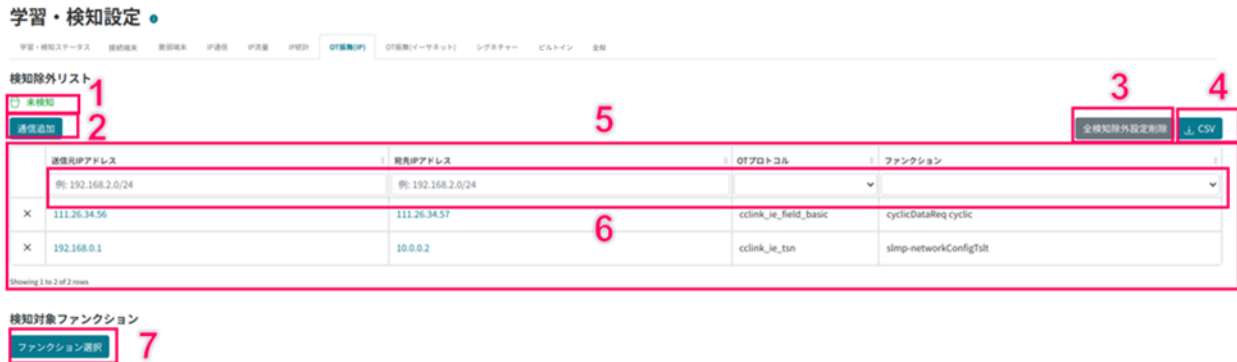 学習・検知設定
学習・検知ステータス 接続端末 脆弱端末 IP通信 IP流量 IP統計 OT振舞(IP) OT振舞(イーサネット) シグネチャー ビルトイン 全般
検知除外リスト
未検知 1
通信追加 2 5 3 全検知除外設定削除 4 CSV
送信元IPアドレス 宛先IPアドレス OTプロトコル ファンクション
例: 192.168.2.0/24 例: 192.168.2.0/24
6
× 111.26.34.56 111.26.34.57 cclink_ie_field_basic cyclicDataReq cyclic
× 192.168.0.1 10.0.0.2 cclink_ie_tsn slmp-networkConfigTslt
Showing 1 to 2 of 2 rows
検知対象ファンクション
ファンクション選択 7